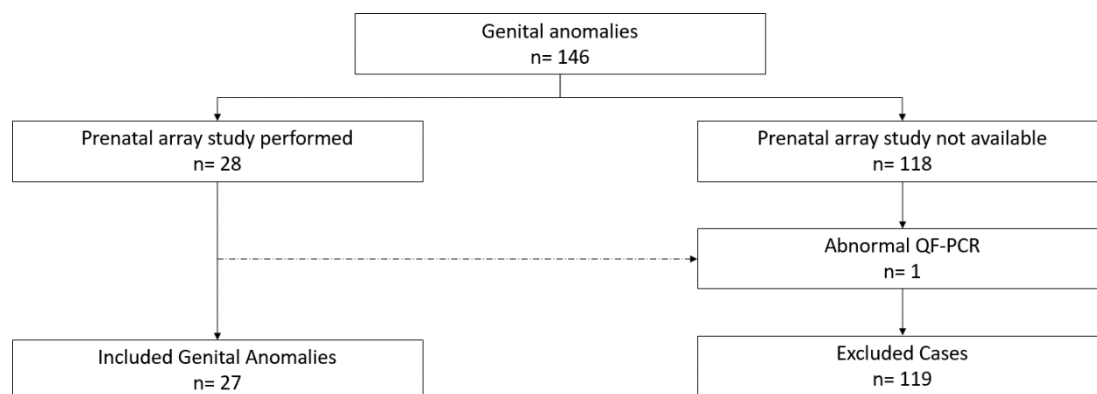 Genital anomalies
n= 146
Prenatal array study performed
n= 28
Prenatal array study not available
n= 118
Abnormal QF-PCR
n= 1
Included Genital Anomalies
n= 27
Excluded Cases
n= 119